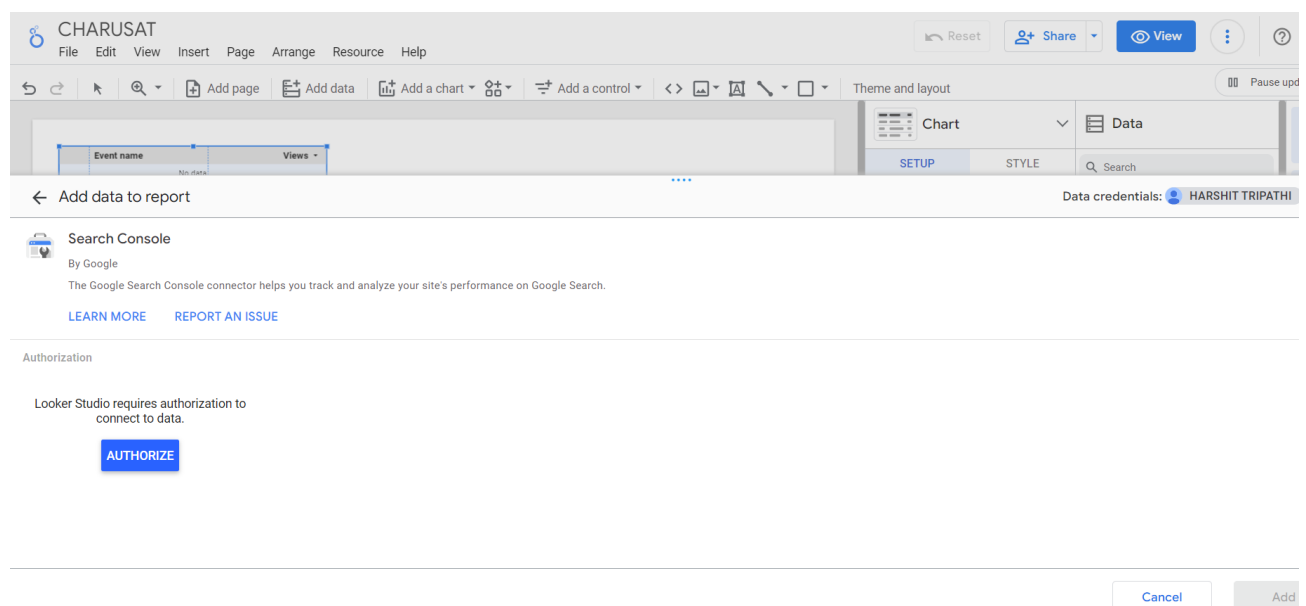 CHARUSAT
File Edit View Insert Page Arrange Resource Help
Reset
Share
View
Add page
Add data
Add a chart
Add a control
Theme and layout
Pause upd
Chart
Data
SETUP STYLE
Search
Event name Views
No data
Add data to report
Data credentials: HARSHIT TRIPATHI
Search Console
By Google
The Google Search Console connector helps you track and analyze your site's performance on Google Search.
LEARN MORE REPORT AN ISSUE
Authorization
Looker Studio requires authorization to
connect to data.
AUTHORIZE
Cancel Add